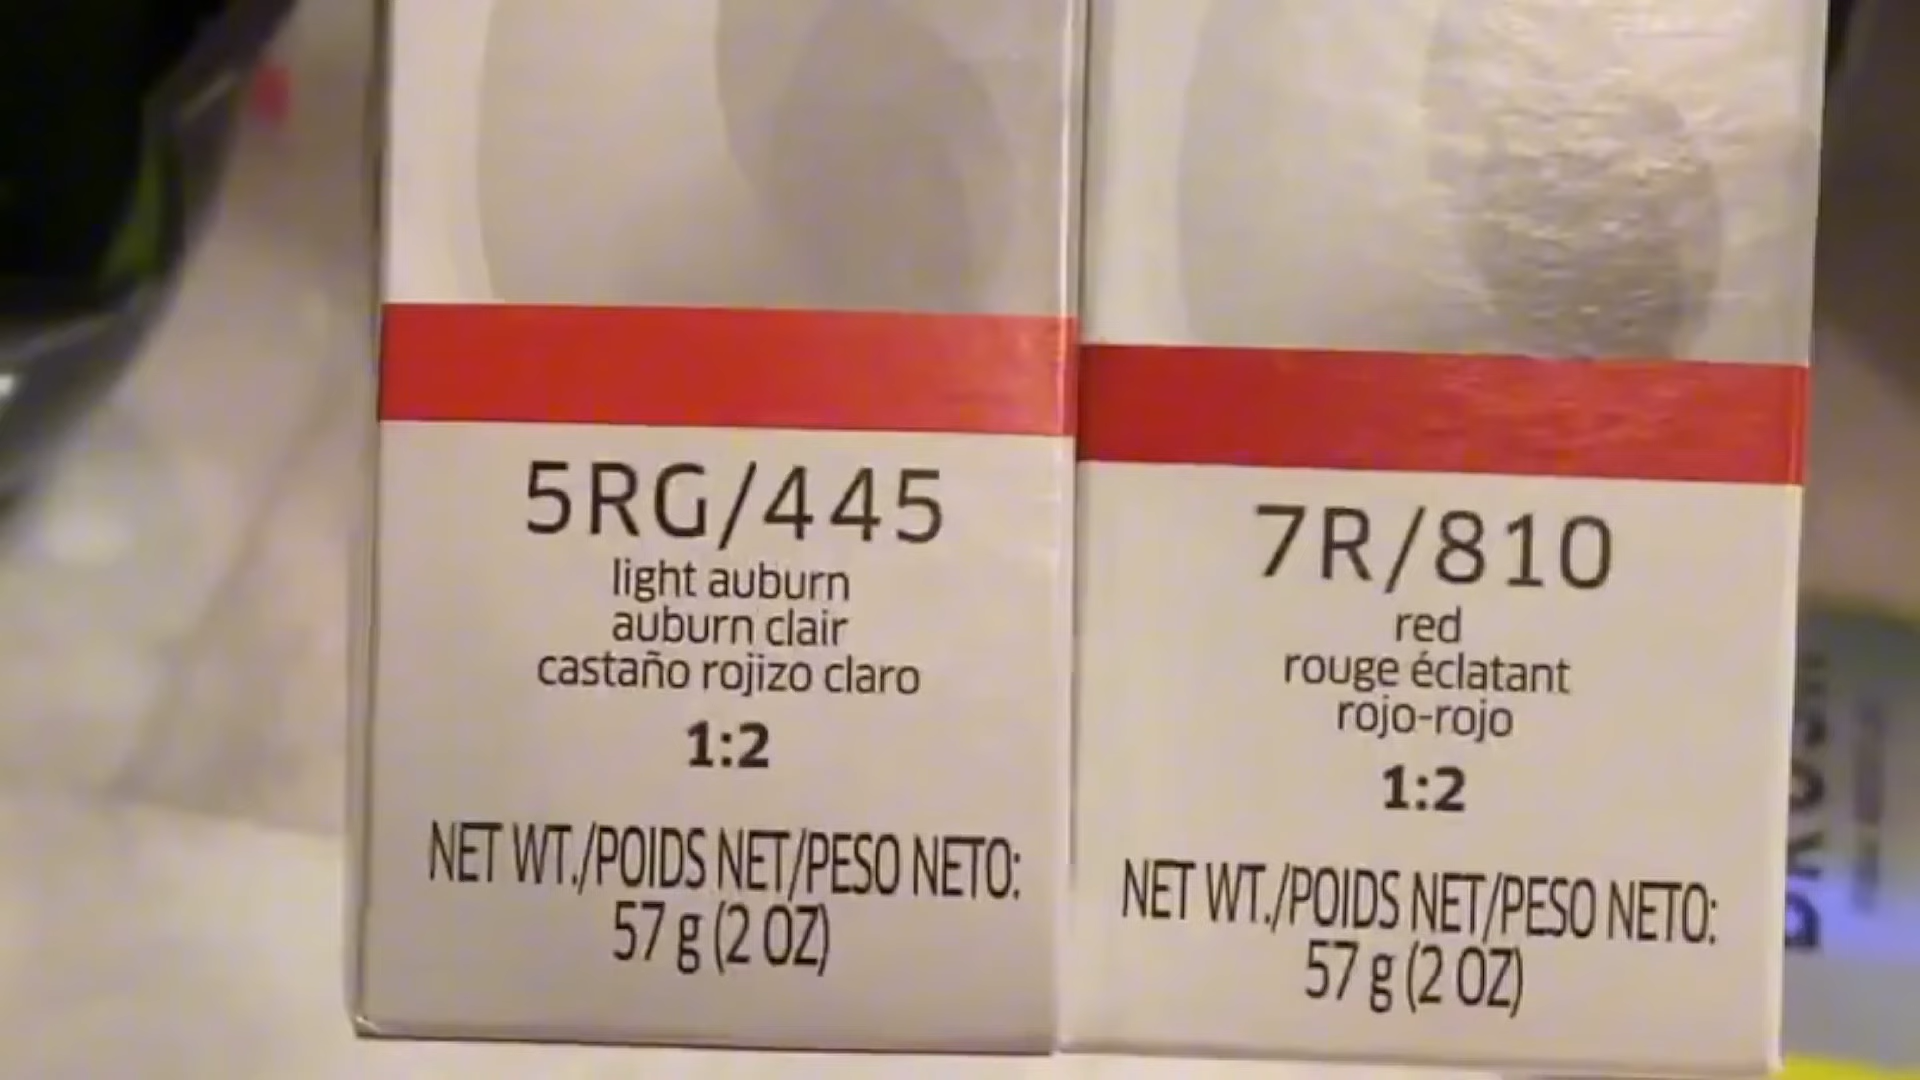 5RG/445
light auburn
auburn clair
castaño rojizo claro
1:2
NET WT./POIDS NET/PESO NETO:
57 g (2 OZ)
7R/810
red
rouge éclatant
rojo-rojo
1:2
NET WT./POIDS NET/PESO NETO:
57 g (2 OZ)